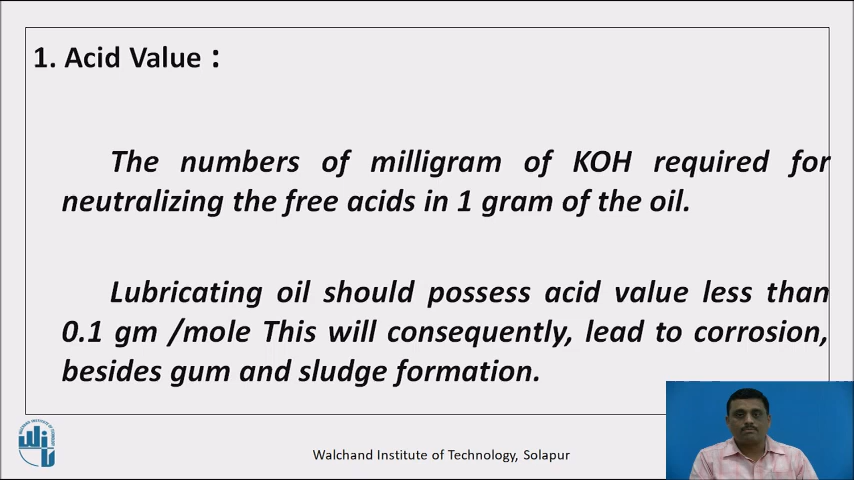 1. Acid Value :
The numbers of milligram of KOH required for
neutralizing the free acids in 1 gram of the oil.
Lubricating oil should possess acid value less than
0.1 gm /mole This will consequently, lead to corrosion,
besides gum and sludge formation.
Walchand Institute of Technology, Solapur